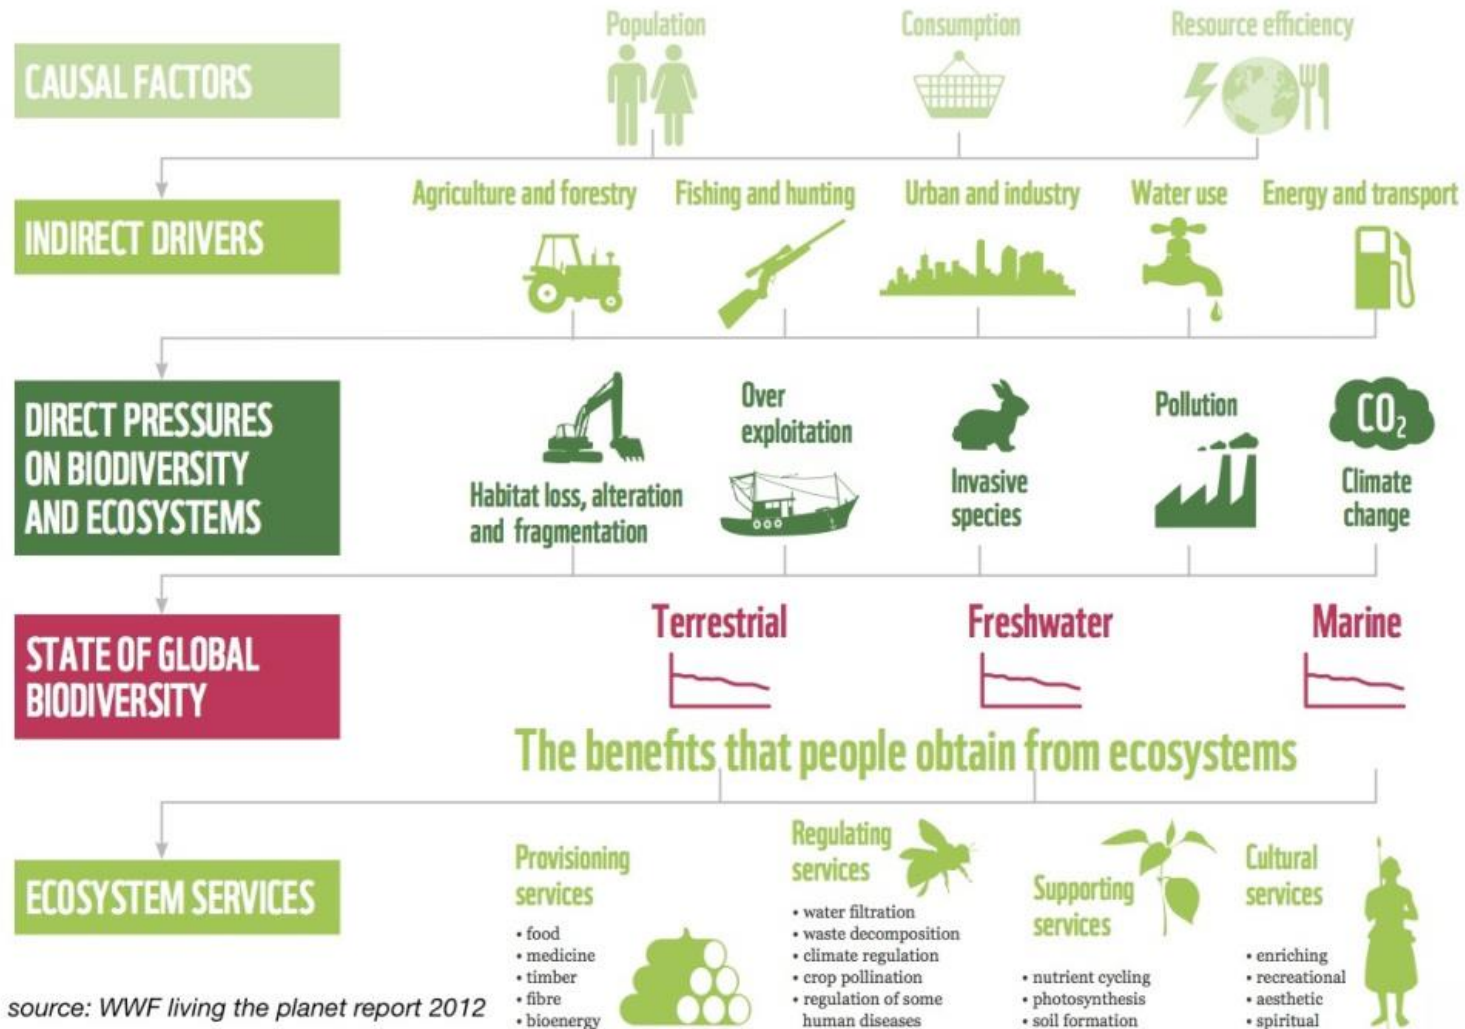 Population
Consumption
Resource efficiency
CAUSAL FACTORS
Agriculture and forestry
Fishing and hunting
Urban and industry
Water use
Energy and transport
INDIRECT DRIVERS
DIRECT PRESSURES
ON BIODIVERSITY
AND ECOSYSTEMS
Habitat loss, alteration
and fragmentation
Over
exploitation
Invasive
species
Pollution
CO₂
Climate
change
STATE OF GLOBAL
BIODIVERSITY
Terrestrial
Freshwater
Marine
The benefits that people obtain from ecosystems
ECOSYSTEM SERVICES
Provisioning
services
• food
• medicine
• timber
• fibre
• bioenergy
Regulating
services
• water filtration
• waste decomposition
• climate regulation
• crop pollination
• regulation of some
human diseases
Supporting
services
• nutrient cycling
• photosynthesis
• soil formation
Cultural
services
• enriching
• recreational
• aesthetic
• spiritual
source: WWF living the planet report 2012